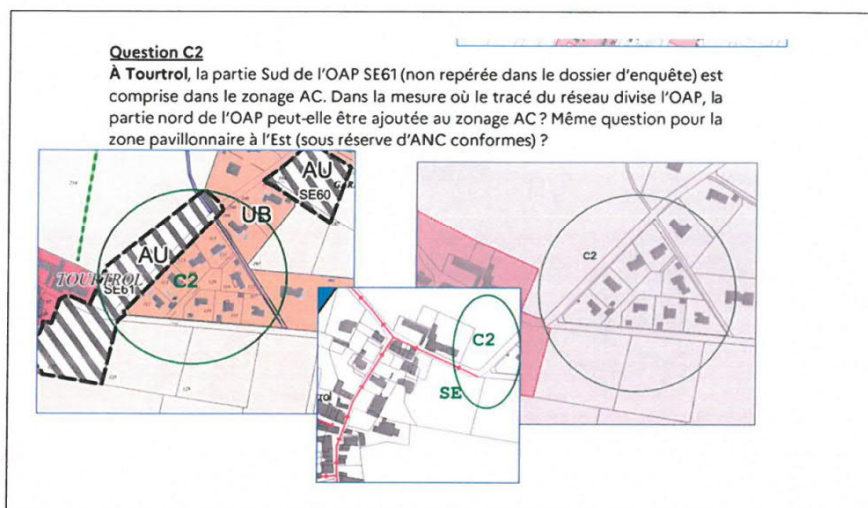 Question C2
À Tourtrol, la partie Sud de l'OAP SE61 (non repérée dans le dossier d'enquête) est
comprise dans le zonage AC. Dans la mesure où le tracé du réseau divise l'OAP, la
partie nord de l'OAP peut-elle être ajoutée au zonage AC ? Même question pour la
zone pavillonnaire à l'Est (sous réserve d'ANC conformes) ?
AU
SE60
UB
AU
C2
TOURTROL
SE61
C2
C2
SE